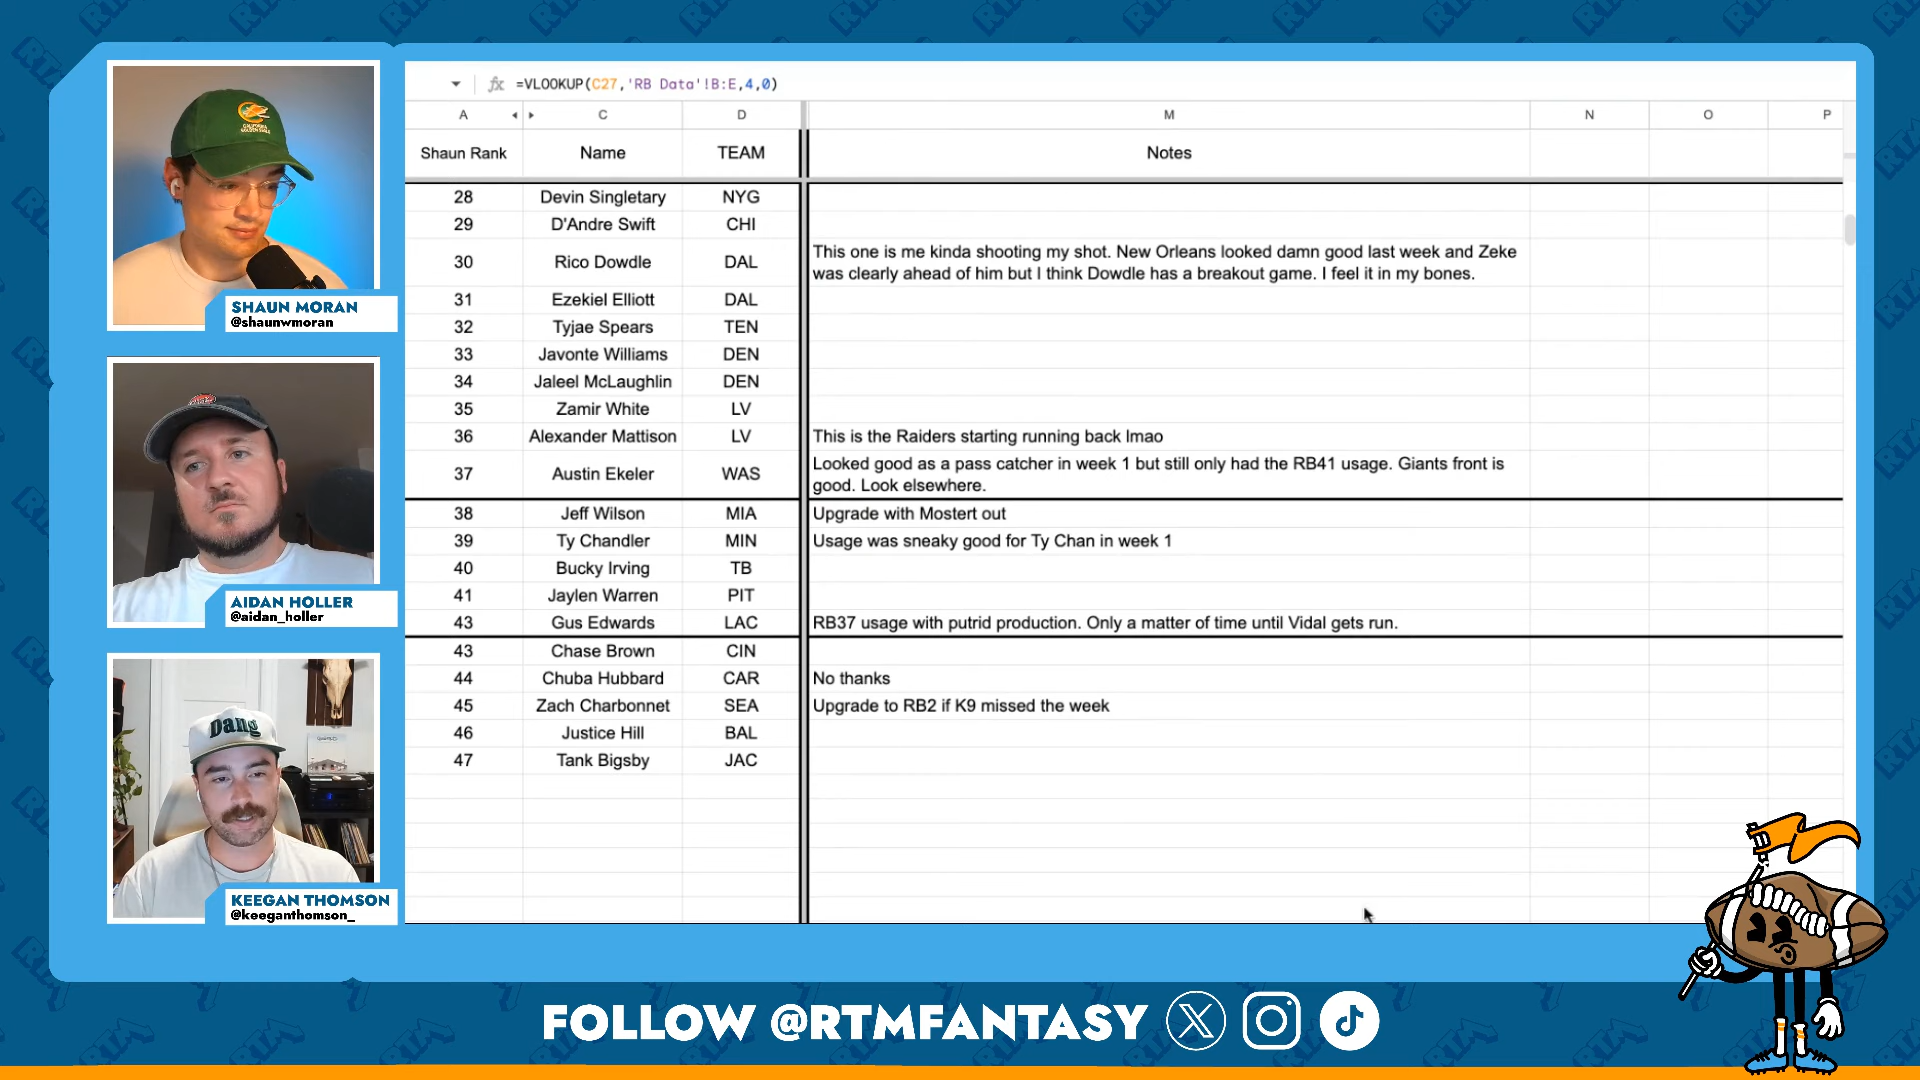 fx =VLOOKUP(C27,'RB Data'!B:E,4,0)
A C D M N O P
Shaun Rank Name TEAM Notes
28 Devin Singletary NYG
29 D'Andre Swift CHI
30 Rico Dowdle DAL This one is me kinda shooting my shot. New Orleans looked damn good last week and Zeke
was clearly ahead of him but I think Dowdle has a breakout game. I feel it in my bones.
31 Ezekiel Elliott DAL
32 Tyjae Spears TEN
33 Javonte Williams DEN
34 Jaleel McLaughlin DEN
35 Zamir White LV
36 Alexander Mattison LV This is the Raiders starting running back lmao
37 Austin Ekeler WAS Looked good as a pass catcher in week 1 but still only had the RB41 usage. Giants front is
good. Look elsewhere.
38 Jeff Wilson MIA Upgrade with Mostert out
39 Ty Chandler MIN Usage was sneaky good for Ty Chan in week 1
40 Bucky Irving TB
41 Jaylen Warren PIT
43 Gus Edwards LAC RB37 usage with putrid production. Only a matter of time until Vidal gets run.
43 Chase Brown CIN
44 Chuba Hubbard CAR No thanks
45 Zach Charbonnet SEA Upgrade to RB2 if K9 missed the week
46 Justice Hill BAL
47 Tank Bigsby JAC
SHAUN MORAN
@shaunwmoran
AIDAN HOLLER
@aidan_holler
Dang
KEEGAN THOMSON
@keeganthomson_
FOLLOW @RTMFANTASY